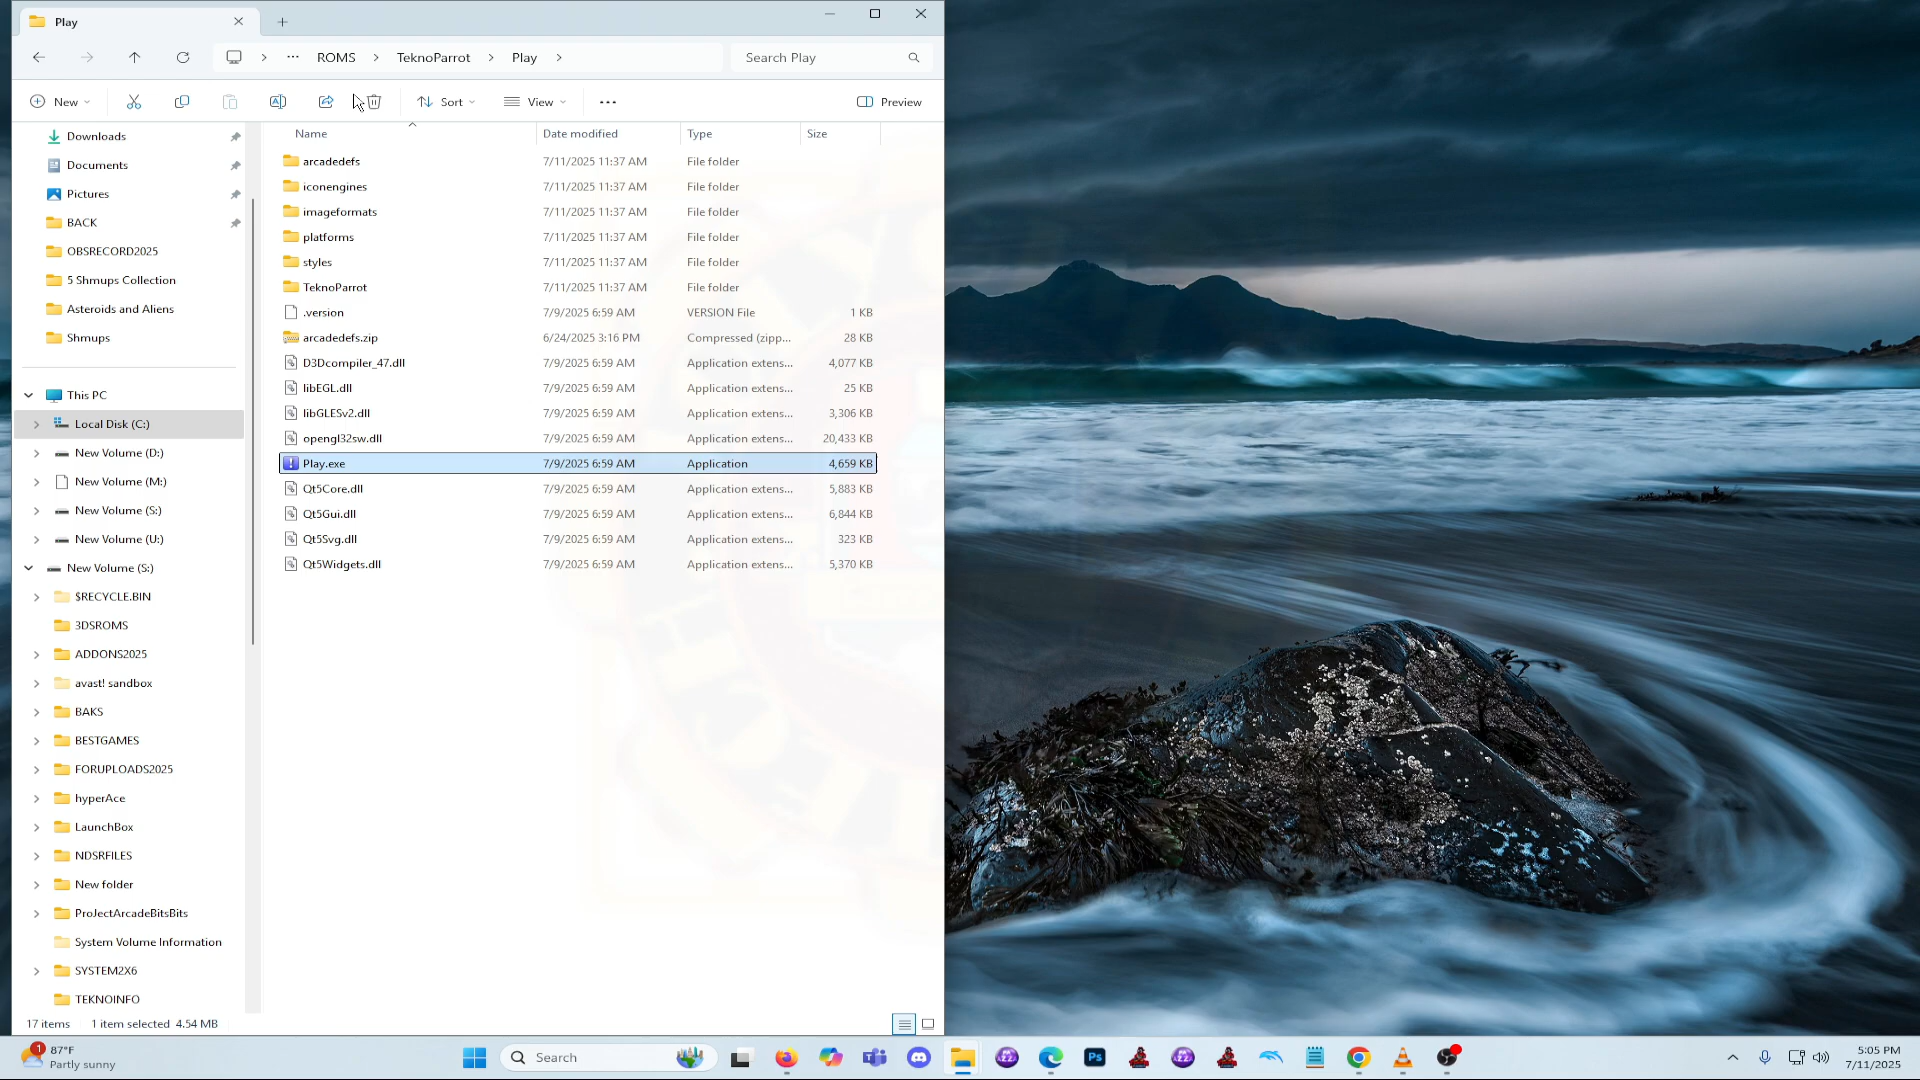 Play
ROMS > TeknoParrot > Play >
Search Play
New
Sort
View
Preview
Name
Date modified
Type
Size
Downloads
Documents
Pictures
BACK
OBSRECORD2025
5 Shmups Collection
Asteroids and Aliens
Shmups
This PC
Local Disk (C:)
New Volume (D:)
New Volume (M:)
New Volume (S:)
New Volume (U:)
New Volume (S:)
$RECYCLE.BIN
3DSROMS
ADDONS2025
avast! sandbox
BAKS
BESTGAMES
FORUPLOADS2025
hyperAce
LaunchBox
NDSRFILES
New folder
ProJectArcadeBitsBits
System Volume Information
SYSTEM2X6
TEKNOINFO
arcadedefs 7/11/2025 11:37 AM File folder
iconengines 7/11/2025 11:37 AM File folder
imageformats 7/11/2025 11:37 AM File folder
platforms 7/11/2025 11:37 AM File folder
styles 7/11/2025 11:37 AM File folder
TeknoParrot 7/11/2025 11:37 AM File folder
.version 7/9/2025 6:59 AM VERSION File 1 KB
arcadedefs.zip 6/24/2025 3:16 PM Compressed (zipp... 28 KB
D3Dcompiler_47.dll 7/9/2025 6:59 AM Application extens... 4,077 KB
libEGL.dll 7/9/2025 6:59 AM Application extens... 25 KB
libGLESv2.dll 7/9/2025 6:59 AM Application extens... 3,306 KB
opengl32sw.dll 7/9/2025 6:59 AM Application extens... 20,433 KB
Play.exe 7/9/2025 6:59 AM Application 4,659 KB
Qt5Core.dll 7/9/2025 6:59 AM Application extens... 5,883 KB
Qt5Gui.dll 7/9/2025 6:59 AM Application extens... 6,844 KB
Qt5Svg.dll 7/9/2025 6:59 AM Application extens... 323 KB
Qt5Widgets.dll 7/9/2025 6:59 AM Application extens... 5,370 KB
17 items 1 item selected 4.54 MB
1
87°F
Partly sunny
Search
Ps
5:05 PM
7/11/2025